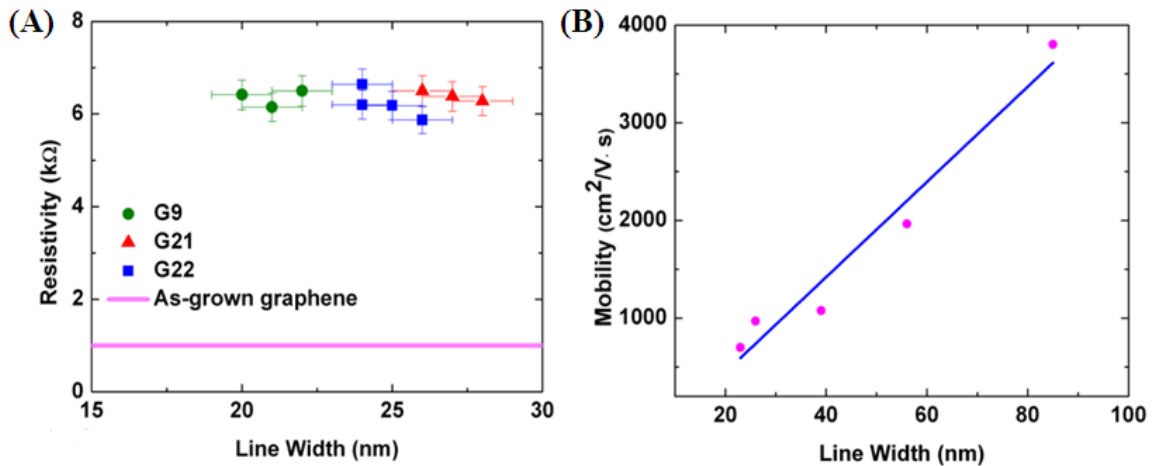 (A)
8
6
4
2
0
Resistivity (kΩ)
G9
G21
G22
As-grown graphene
15 20 25 30
Line Width (nm)
(B)
4000
3000
2000
1000
Mobility (cm²/V· s)
20 40 60 80 100
Line Width (nm)